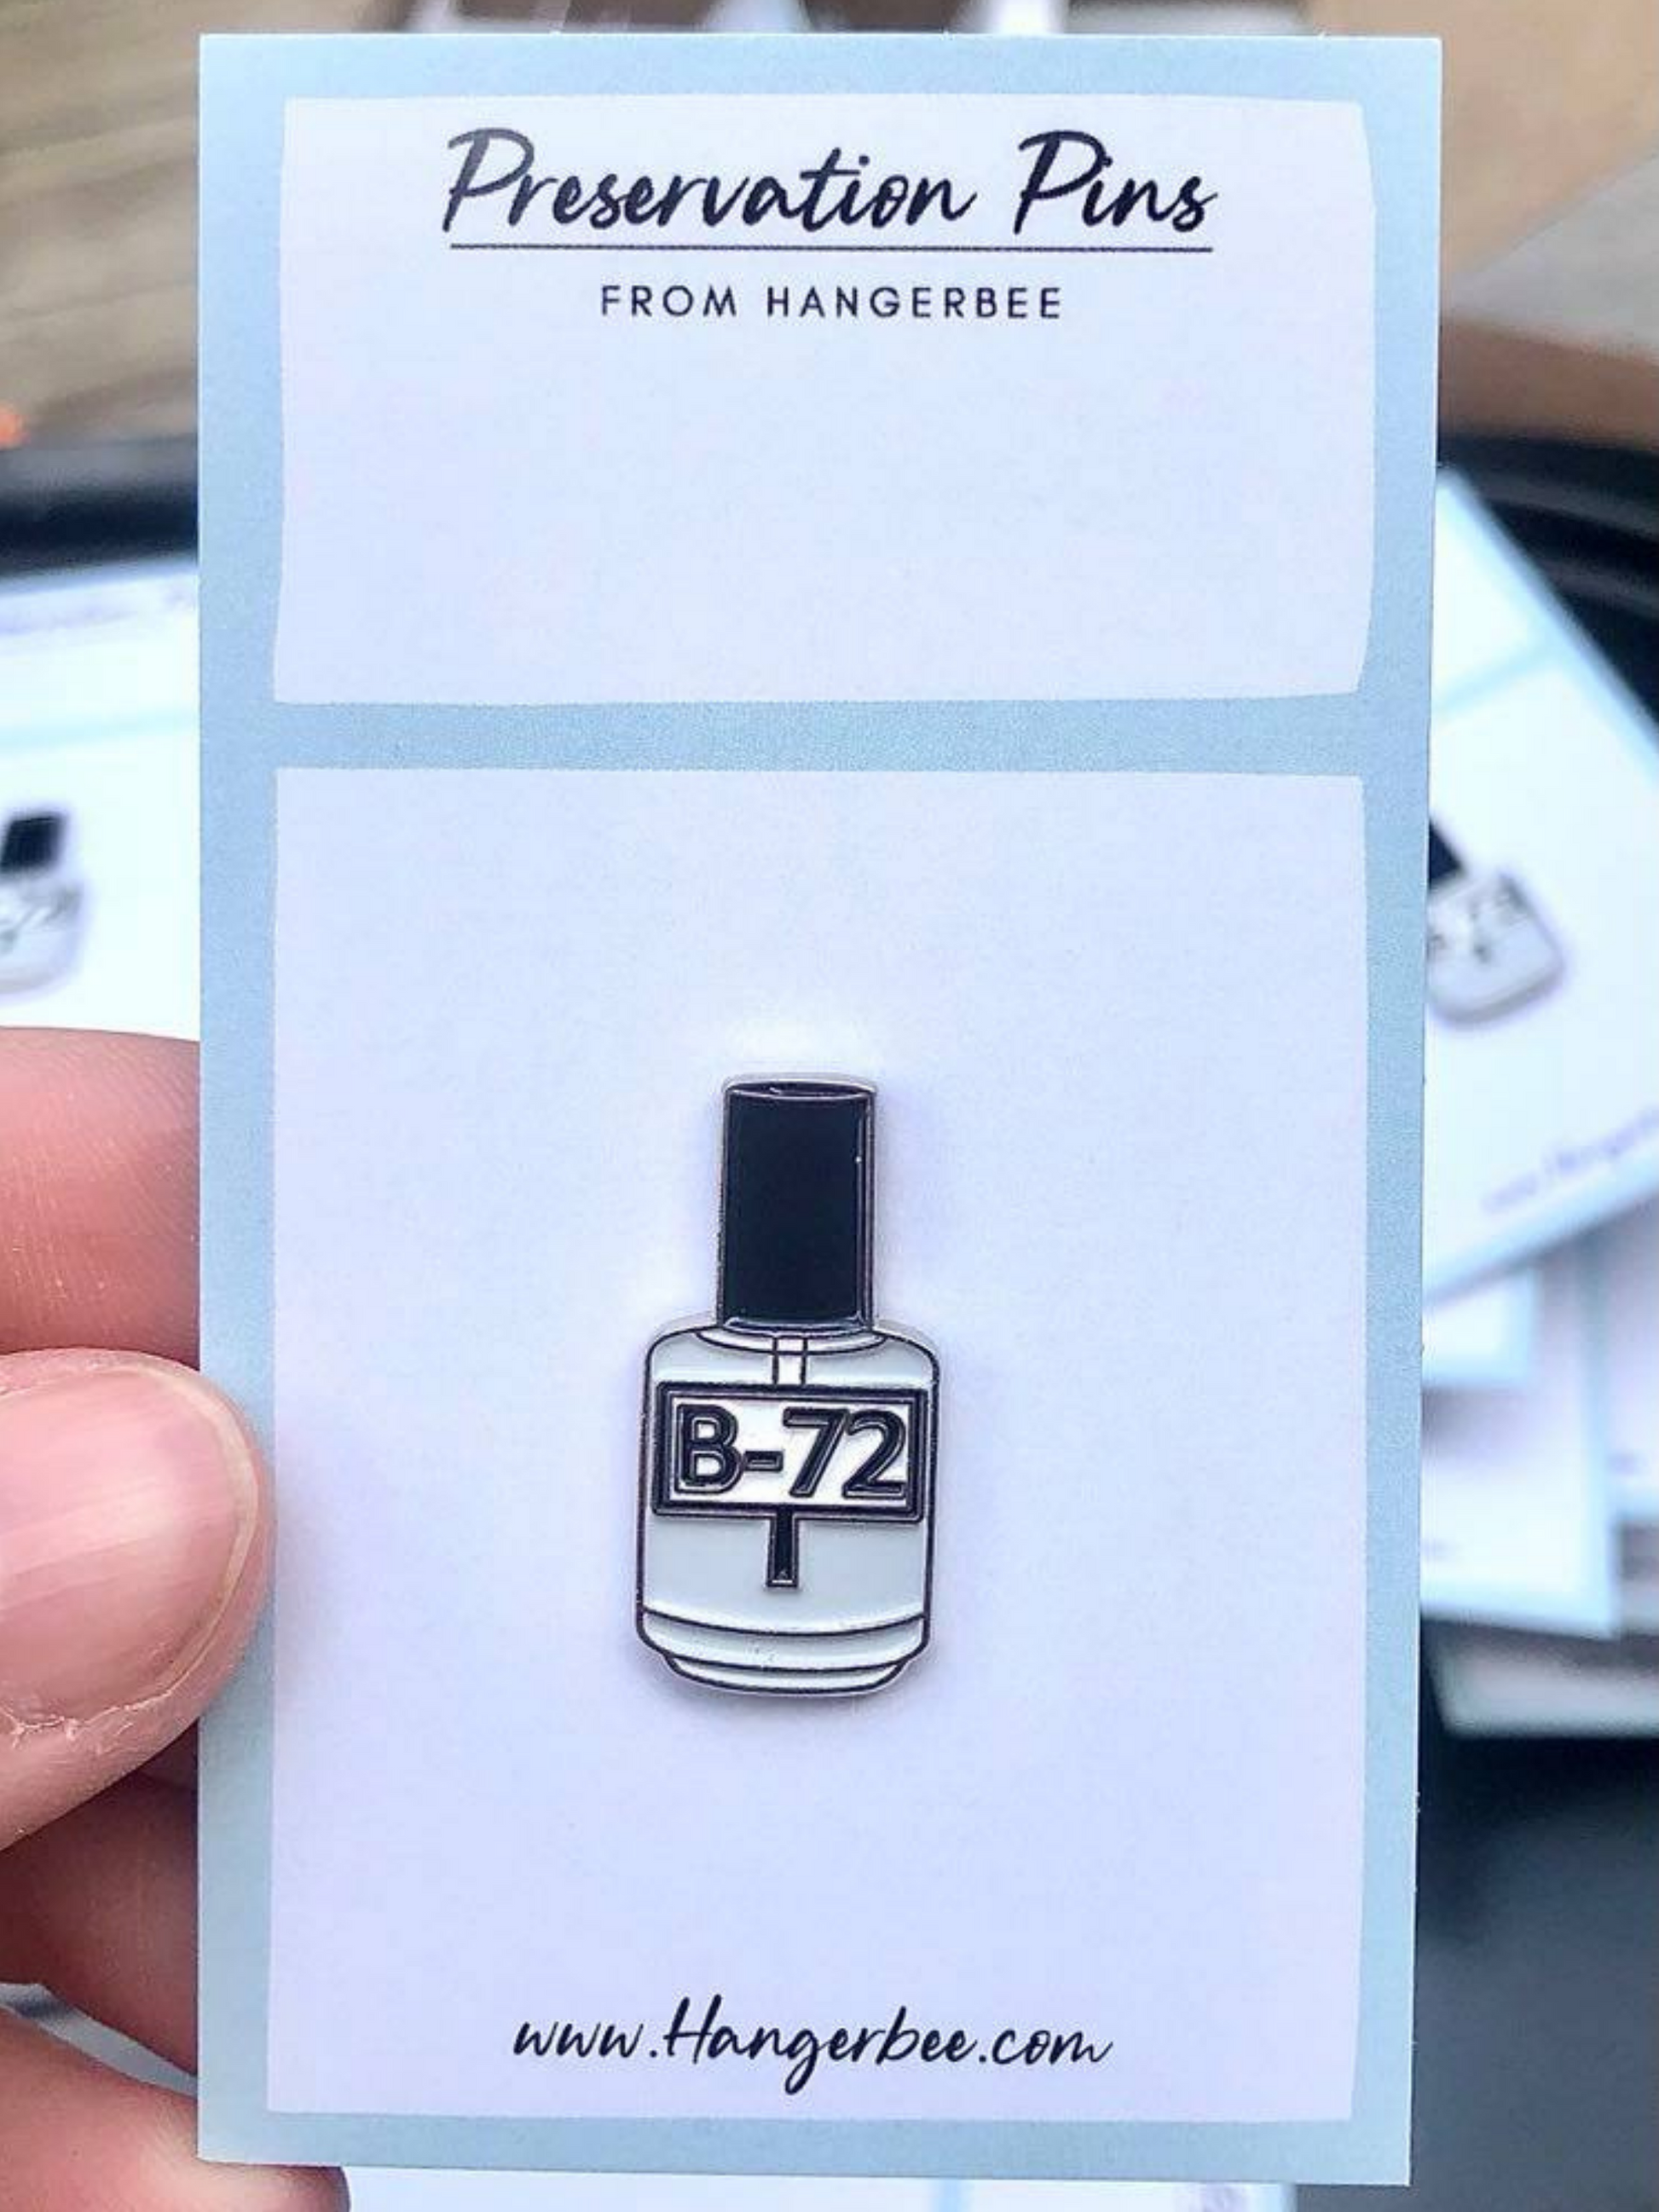 Preservation Pins
FROM HANGERBEE
B-72
www.Hangerbee.com